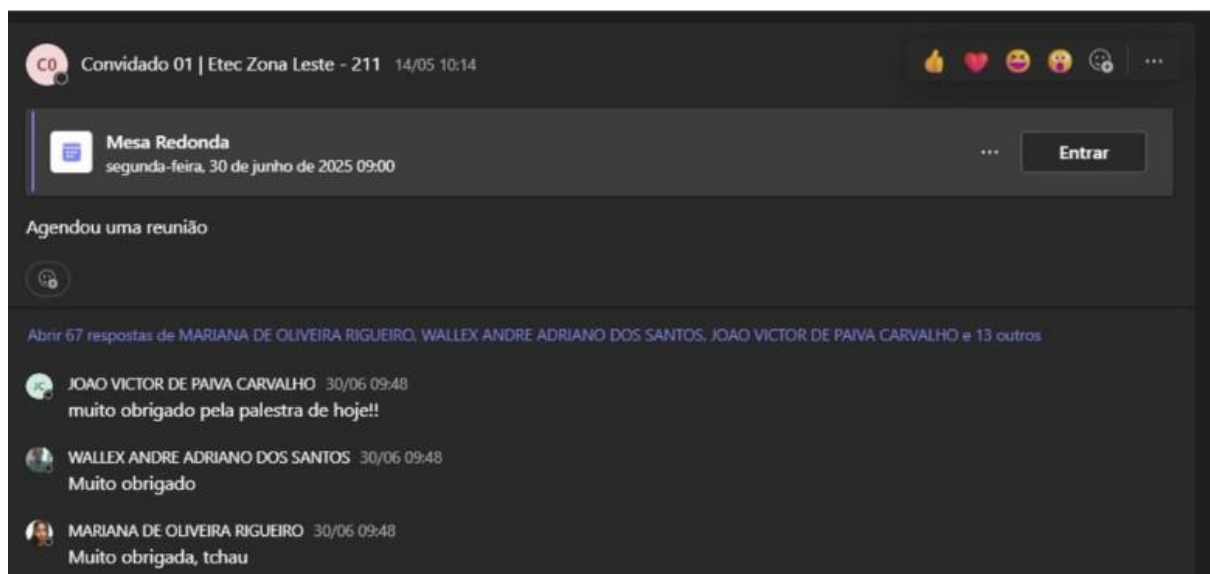 C0
Convidado 01 | Etec Zona Leste - 211 14/05 10:14
Mesa Redonda
segunda-feira, 30 de junho de 2025 09:00
Entrar
Agendou uma reunião
Abrir 67 respostas de MARIANA DE OLIVEIRA RIGUEIRO, WALLEX ANDRE ADRIANO DOS SANTOS, JOAO VICTOR DE PAIVA CARVALHO e 13 outros
JC
JOAO VICTOR DE PAIVA CARVALHO 30/06 09:48
muito obrigado pela palestra de hoje!!
WALLEX ANDRE ADRIANO DOS SANTOS 30/06 09:48
Muito obrigado
MARIANA DE OLIVEIRA RIGUEIRO 30/06 09:48
Muito obrigada, tchau